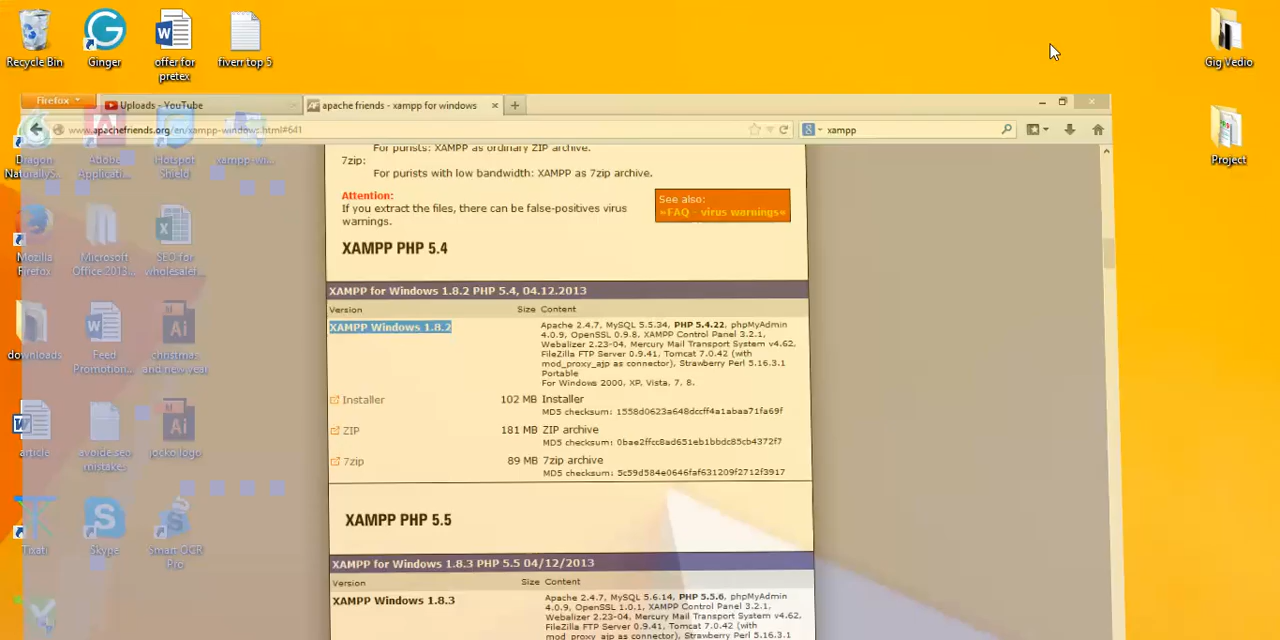 Recycle Bin
Ginger
offer for
pretex
fiverr top 5
Gig Vedio
Project
Firefox
Uploads - YouTube
apache friends - xampp for windows
www.apachefriends.org/en/xampp-windows.html#641
xampp
Dragon
NaturallyS...
Adobe
Applicati...
Hotspot
Shield
xampp-wi...
Mozilla
Firefox
Microsoft
Office 2013...
SEO for
wholesalef...
downloads
Feed
Promotion...
christmas
and new year
article
avoide seo
mistakes
jocko logo
Tixati
Skype
Smart OCR
Pro
For purists: XAMPP as ordinary ZIP archive.
7zip:
For purists with low bandwidth: XAMPP as 7zip archive.
Attention:
If you extract the files, there can be false-positives virus
warnings.
See also:
»FAQ - virus warnings«
XAMPP PHP 5.4
XAMPP for Windows 1.8.2 PHP 5.4, 04.12.2013
Version Size Content
XAMPP Windows 1.8.2
Apache 2.4.7, MySQL 5.5.34, PHP 5.4.22, phpMyAdmin
4.0.9, OpenSSL 0.9.8, XAMPP Control Panel 3.2.1,
Webalizer 2.23-04, Mercury Mail Transport System v4.62,
FileZilla FTP Server 0.9.41, Tomcat 7.0.42 (with
mod_proxy_ajp as connector), Strawberry Perl 5.16.3.1
Portable
For Windows 2000, XP, Vista, 7, 8.
Installer 102 MB Installer
MD5 checksum: 1558d0623a648dccff4a1abaa71fa69f
ZIP 181 MB ZIP archive
MD5 checksum: 0bae2ffcc8ad651eb1bbdc85cb4372f7
7zip 89 MB 7zip archive
MD5 checksum: 5c59d584e0646faf631209f2712f3917
XAMPP PHP 5.5
XAMPP for Windows 1.8.3 PHP 5.5 04/12/2013
Version Size Content
XAMPP Windows 1.8.3
Apache 2.4.7, MySQL 5.6.14, PHP 5.5.6, phpMyAdmin
4.0.9, OpenSSL 1.0.1, XAMPP Control Panel 3.2.1,
Webalizer 2.23-04, Mercury Mail Transport System v4.62,
FileZilla FTP Server 0.9.41, Tomcat 7.0.42 (with
mod_proxy_ajp as connector), Strawberry Perl 5.16.3.1